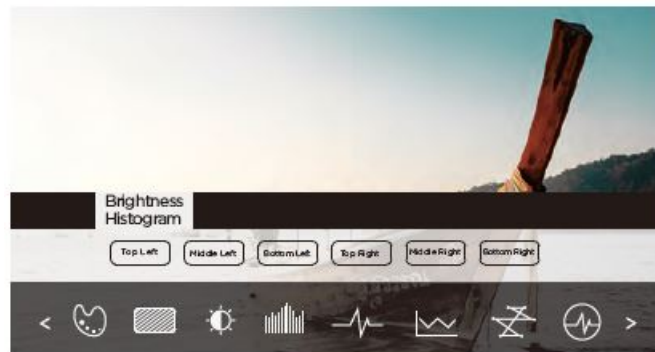 Brightness
Histogram
Top Left Middle Left Bottom Left Top Right Middle Right Bottom Right
< >